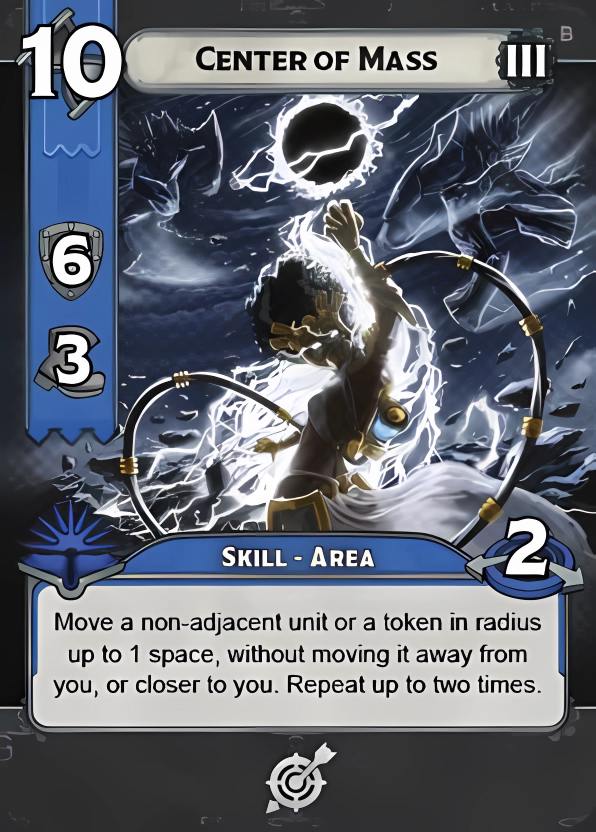 10
CENTER OF MASS
III
B
6
3
SKILL - AREA
2
Move a non-adjacent unit or a token in radius
up to 1 space, without moving it away from
you, or closer to you. Repeat up to two times.